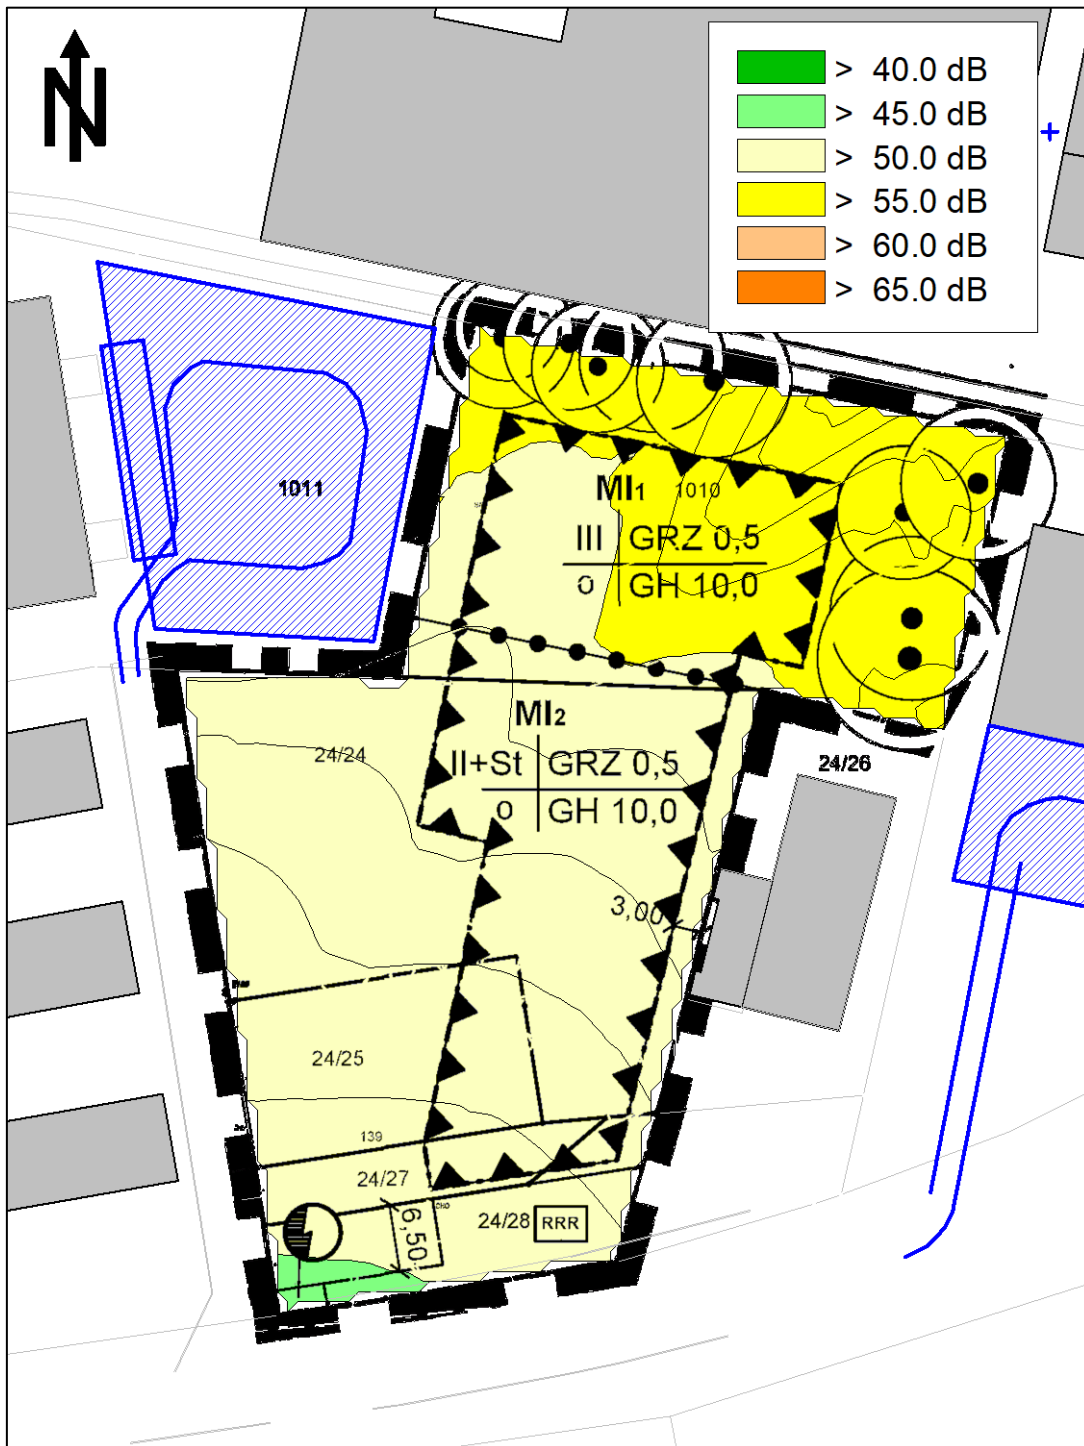 N
> 40.0 dB
> 45.0 dB
> 50.0 dB
> 55.0 dB
> 60.0 dB
> 65.0 dB
1011
MI1 1010
III GRZ 0,5
o GH 10,0
MI2
24/24
II+St GRZ 0,5
o GH 10,0
24/26
3,00
24/25
139
24/27
6,50
24/28 RRR